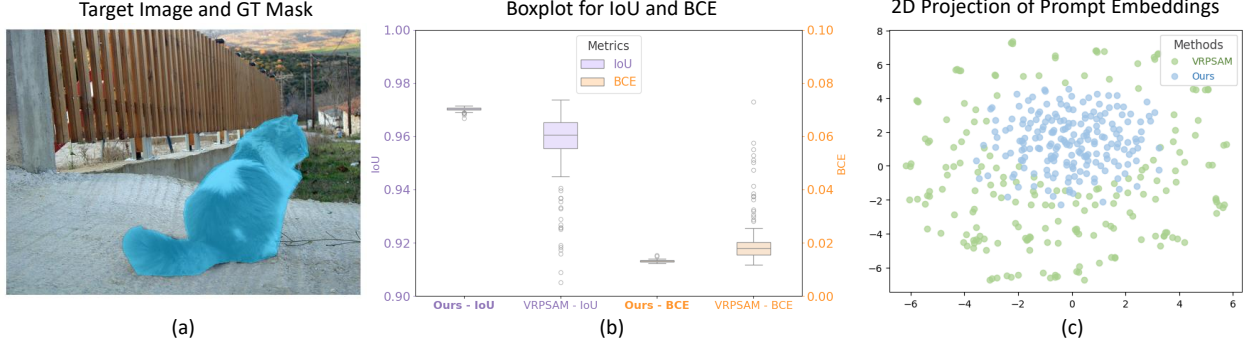 Target Image and GT Mask
(a)
Boxplot for IoU and BCE
Metrics
IoU
BCE
1.00
0.98
0.96
0.94
0.92
0.90
IoU
0.10
0.08
0.06
0.04
0.02
0.00
BCE
Ours - IoU
VRPSAM - IoU
Ours - BCE
VRPSAM - BCE
(b)
2D Projection of Prompt Embeddings
Methods
VRPSAM
Ours
8
6
4
2
0
−2
−4
−6
−6
−4
−2
0
2
4
6
(c)